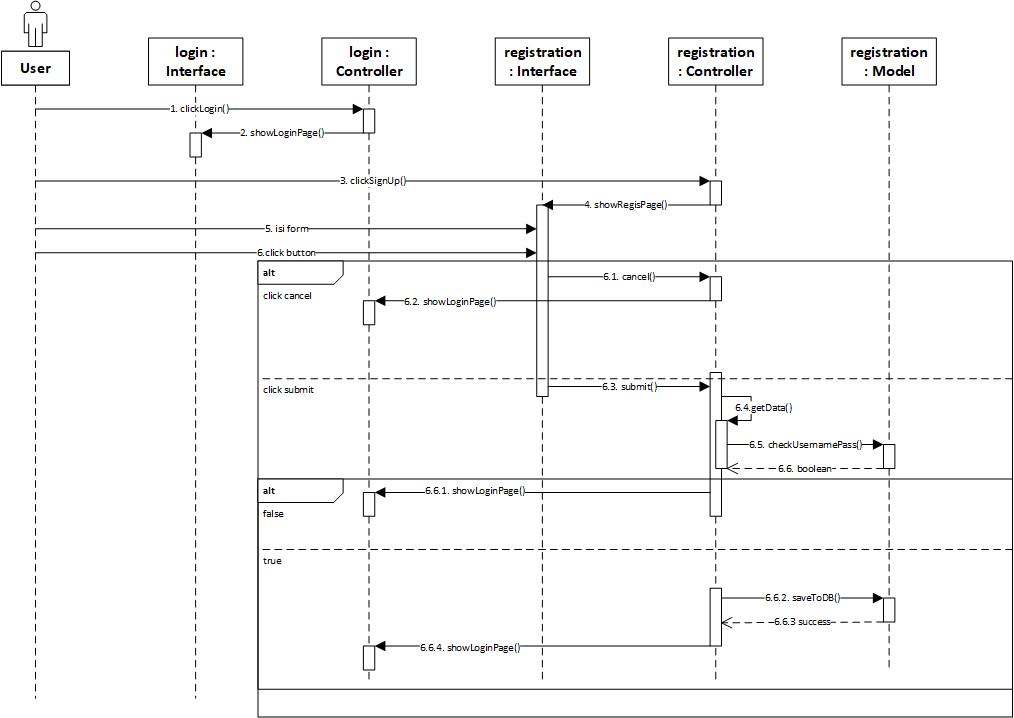 User
login :
Interface
login :
Controller
registration
: Interface
registration
: Controller
registration
: Model
1. clickLogin()
2. showLoginPage()
3. clickSignUp()
4. showRegisPage()
5. isi form
6.click button
alt
6.1. cancel()
click cancel
6.2. showLoginPage()
click submit
6.3. submit()
6.4.getData()
6.5. checkUsernamePass()
6.6. boolean
alt
6.6.1. showLoginPage()
false
true
6.6.2. saveToDB()
6.6.3 success
6.6.4. showLoginPage()